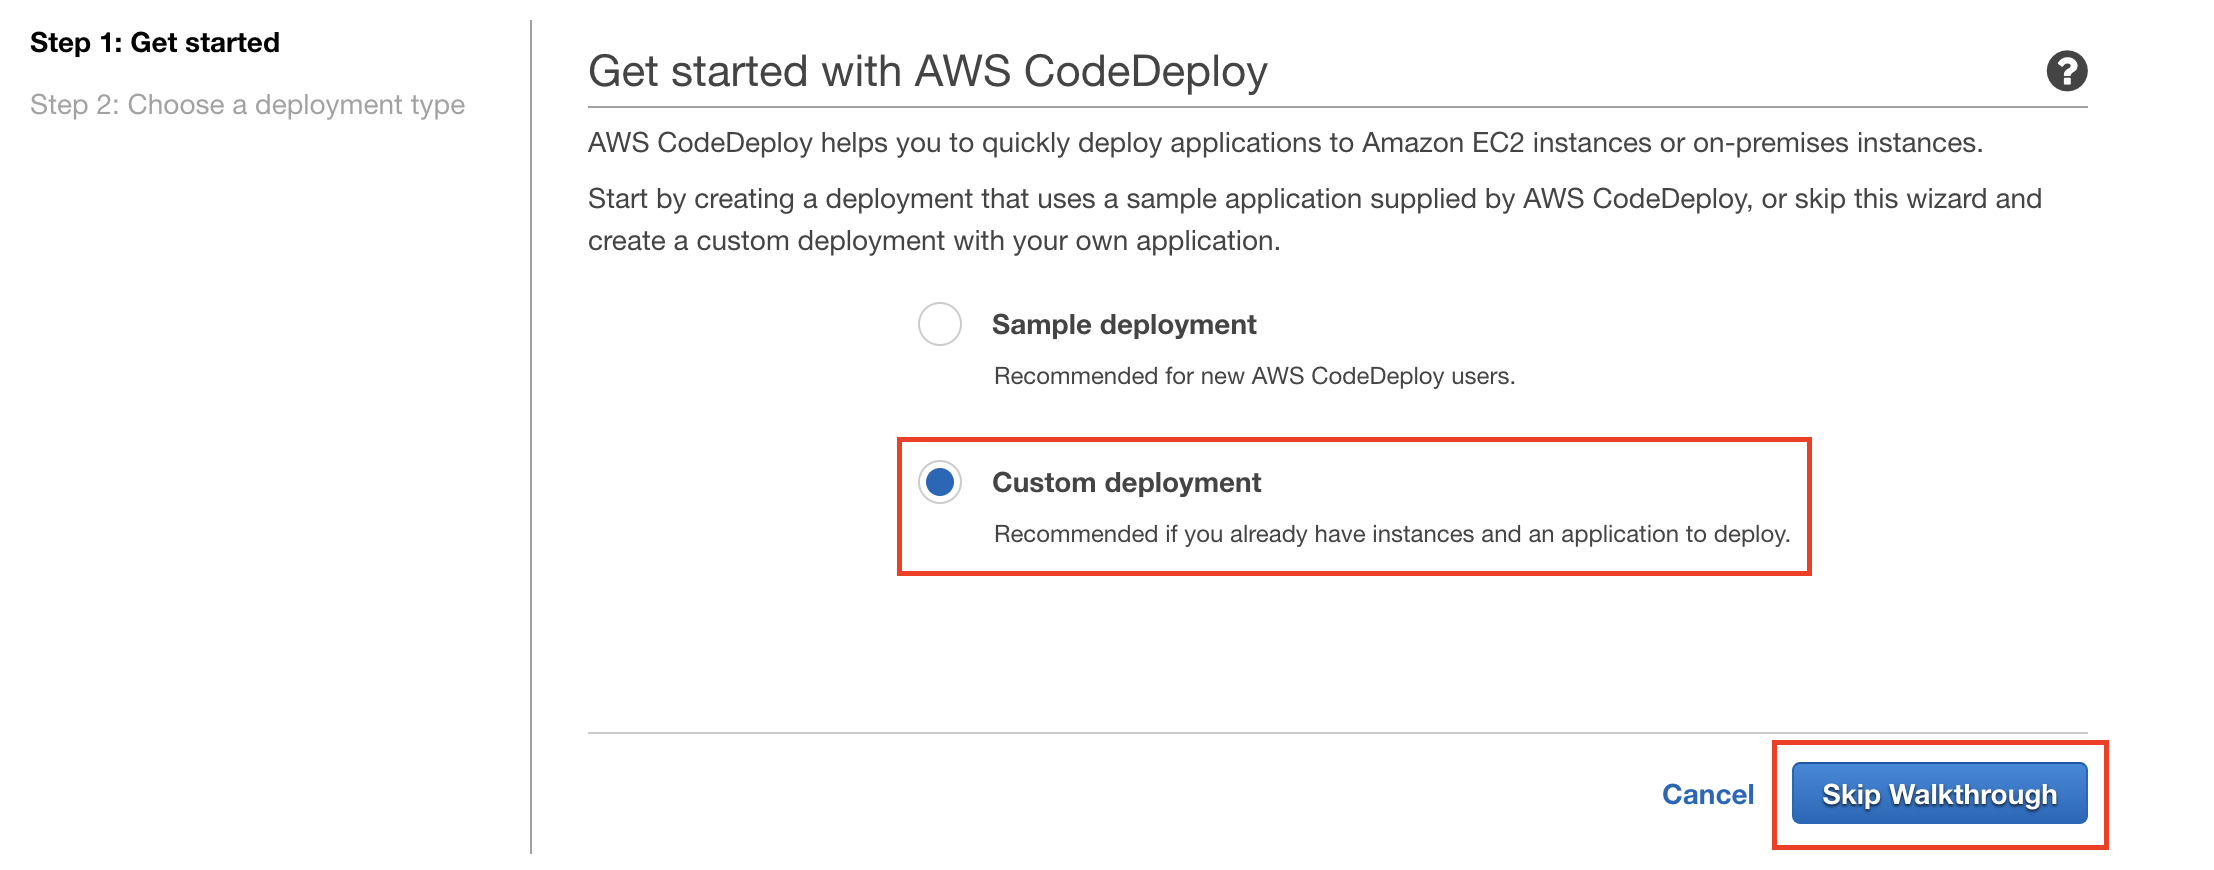 Step 1: Get started
Step 2: Choose a deployment type
Get started with AWS CodeDeploy
?
AWS CodeDeploy helps you to quickly deploy applications to Amazon EC2 instances or on-premises instances.
Start by creating a deployment that uses a sample application supplied by AWS CodeDeploy, or skip this wizard and
create a custom deployment with your own application.
Sample deployment
Recommended for new AWS CodeDeploy users.
Custom deployment
Recommended if you already have instances and an application to deploy.
Cancel
Skip Walkthrough